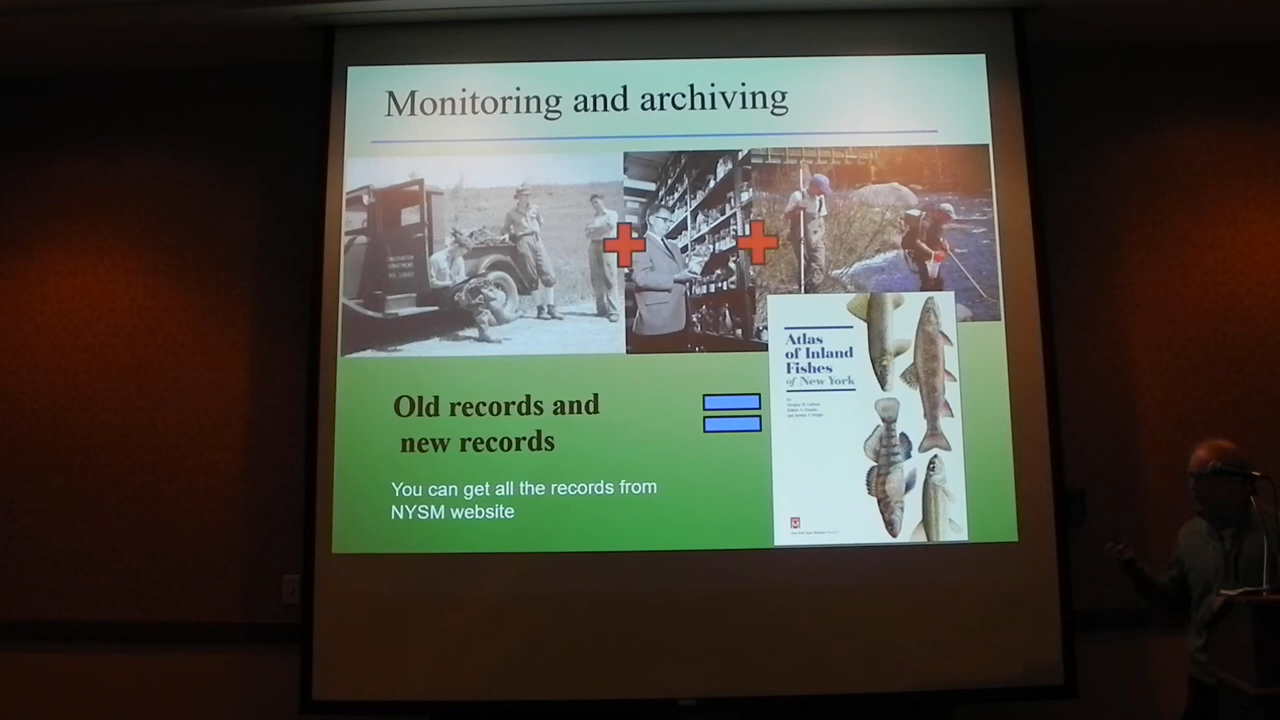 Monitoring and archiving
Old records and
new records
You can get all the records from
NYSM website
Atlas
of Inland
Fishes
of New York